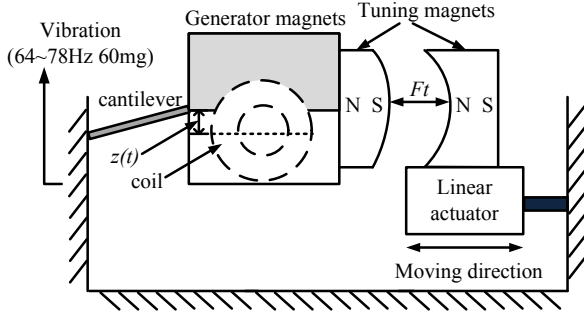 Vibration
(64~78Hz 60mg)
Generator magnets
Tuning magnets
cantilever
z(t)
coil
N S
Ft
N S
Linear
actuator
Moving direction